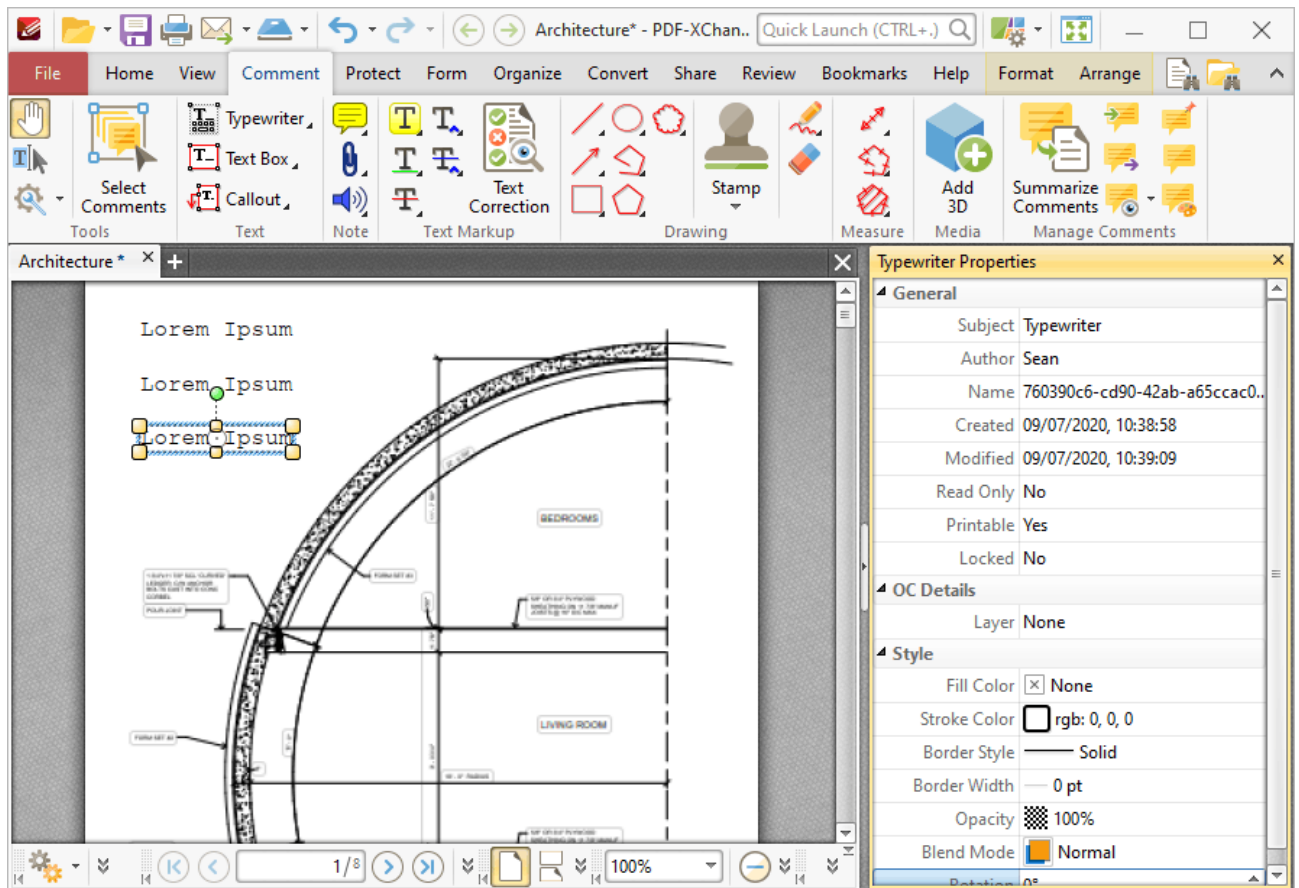 Architecture* - PDF-XChan..
Quick Launch (CTRL+.)
File Home View Comment Protect Form Organize Convert Share Review Bookmarks Help Format Arrange
Select Comments
Tools
Typewriter
Text Box
Callout
Text
Note
Text Correction
Text Markup
Drawing
Stamp
Measure
Add 3D
Media
Summarize Comments
Manage Comments
Architecture *
Lorem Ipsum
Lorem Ipsum
Lorem Ipsum
BEDROOMS
POUR JOINT
LIVING ROOM
Typewriter Properties
General
Subject Typewriter
Author Sean
Name 760390c6-cd90-42ab-a65ccac0..
Created 09/07/2020, 10:38:58
Modified 09/07/2020, 10:39:09
Read Only No
Printable Yes
Locked No
OC Details
Layer None
Style
Fill Color None
Stroke Color rgb: 0, 0, 0
Border Style Solid
Border Width 0 pt
Opacity 100%
Blend Mode Normal
Rotation 0°
1/8
100%